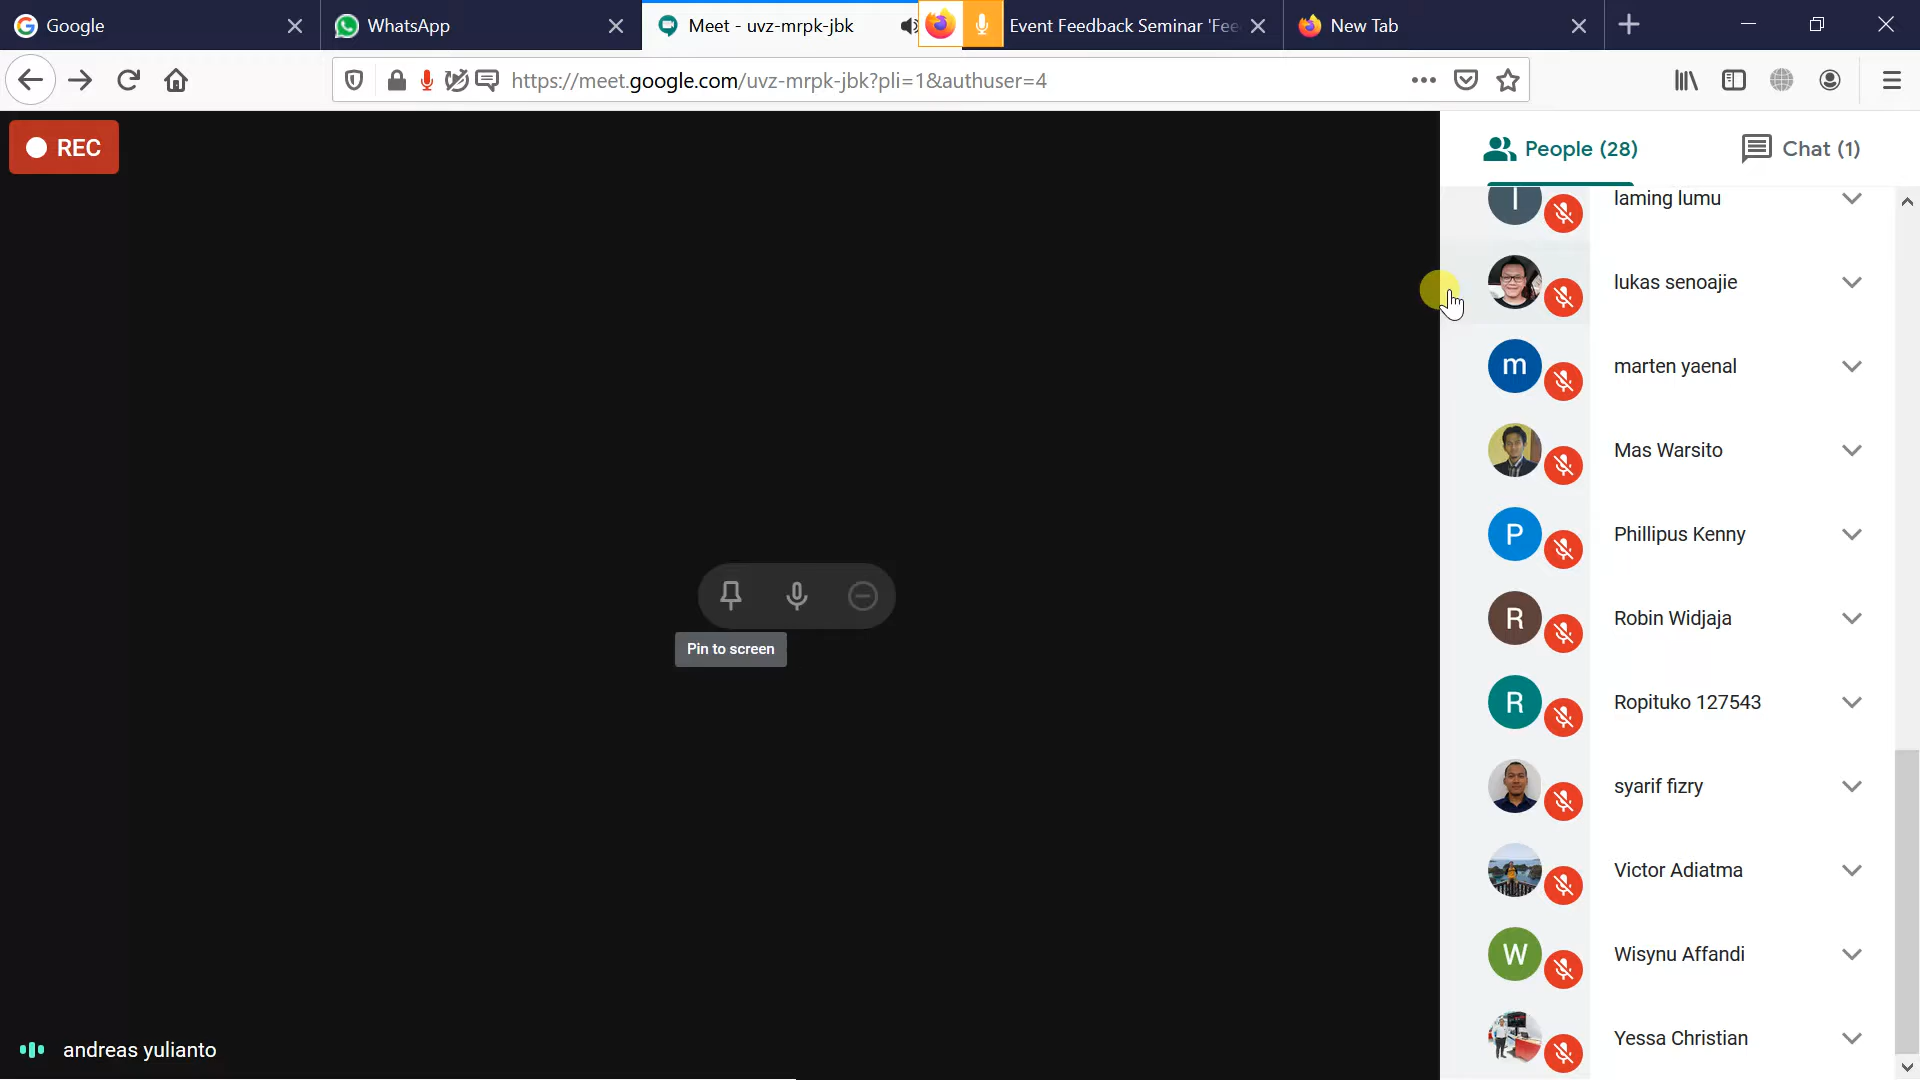 Google
WhatsApp
Meet - uvz-mrpk-jbk
Event Feedback Seminar 'Fee
New Tab
https://meet.google.com/uvz-mrpk-jbk?pli=1&authuser=4
REC
People (28)
Chat (1)
laming lumu
lukas senoajie
m
marten yaenal
Mas Warsito
P
Phillipus Kenny
R
Robin Widjaja
R
Ropituko 127543
syarif fizry
Victor Adiatma
W
Wisynu Affandi
Yessa Christian
Pin to screen
andreas yulianto